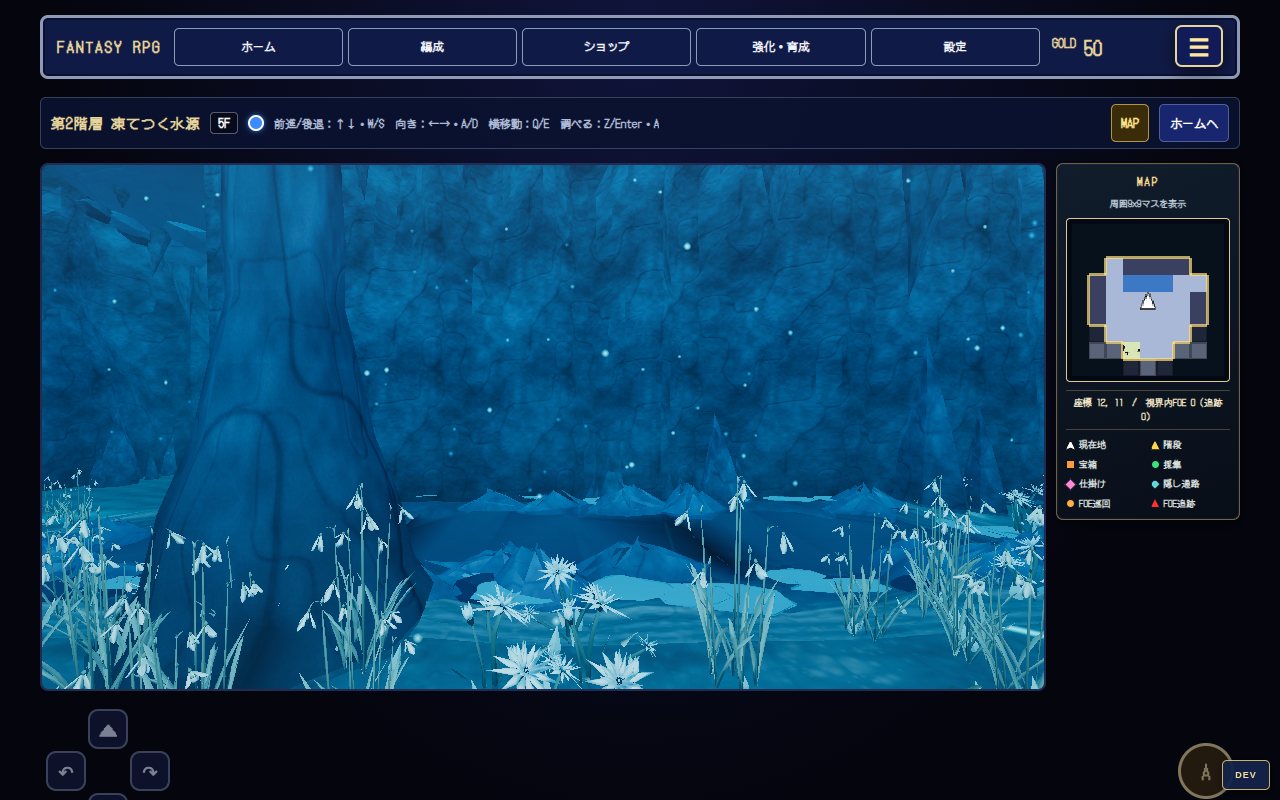 FANTASY RPG
ホーム
編成
ショップ
強化・育成
設定
GOLD 50
第2階層 凍てつく水源
5F
前進/後退：↑↓・W/S 向き：←→・A/D 横移動：Q/E 調べる：Z/Enter・A
MAP
ホームへ
MAP
周囲9x9マスを表示
座標 12, 11 / 視界内FOE 0 (追跡
0)
現在地
階段
宝箱
採集
仕掛け
隠し通路
FOE巡回
FOE追跡
A
DEV